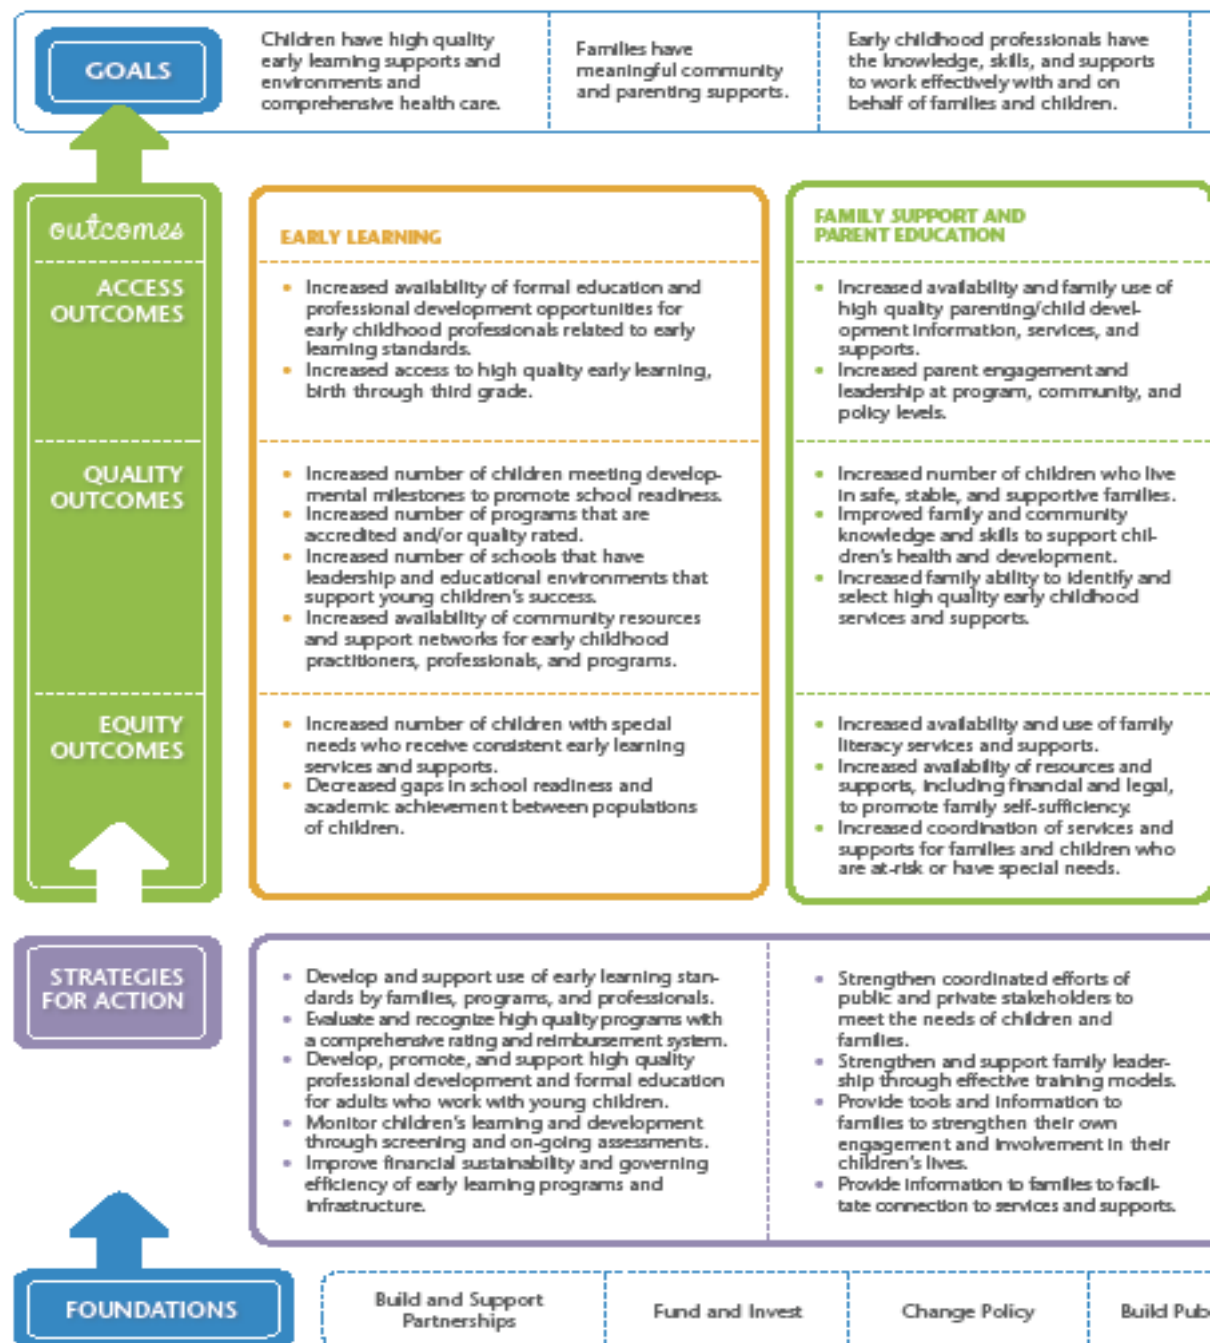 GOALS
Children have high quality
early learning supports and
environments and
comprehensive health care.
Families have
meaningful community
and parenting supports.
Early childhood professionals have
the knowledge, skills, and supports
to work effectively with and on
behalf of families and children.
outcomes
EARLY LEARNING
FAMILY SUPPORT AND
PARENT EDUCATION
ACCESS
OUTCOMES
• Increased availability of formal education and
professional development opportunities for
early childhood professionals related to early
learning standards.
• Increased access to high quality early learning,
birth through third grade.
• Increased availability and family use of
high quality parenting/child devel-
opment information, services, and
supports.
• Increased parent engagement and
leadership at program, community, and
policy levels.
QUALITY
OUTCOMES
• Increased number of children meeting develop-
mental milestones to promote school readiness.
• Increased number of programs that are
accredited and/or quality rated.
• Increased number of schools that have
leadership and educational environments that
support young children's success.
• Increased availability of community resources
and support networks for early childhood
practitioners, professionals, and programs.
• Increased number of children who live
in safe, stable, and supportive families.
• Improved family and community
knowledge and skills to support chil-
dren's health and development.
• Increased family ability to identify and
select high quality early childhood
services and supports.
EQUITY
OUTCOMES
• Increased number of children with special
needs who receive consistent early learning
services and supports.
• Decreased gaps in school readiness and
academic achievement between populations
of children.
• Increased availability and use of family
literacy services and supports.
• Increased availability of resources and
supports, including financial and legal,
to promote family self-sufficiency.
• Increased coordination of services and
supports for families and children who
are at-risk or have special needs.
STRATEGIES
FOR ACTION
• Develop and support use of early learning stan-
dards by families, programs, and professionals.
• Evaluate and recognize high quality programs with
a comprehensive rating and reimbursement system.
• Develop, promote, and support high quality
professional development and formal education
for adults who work with young children.
• Monitor children's learning and development
through screening and on-going assessments.
• Improve financial sustainability and governing
efficiency of early learning programs and
infrastructure.
• Strengthen coordinated efforts of
public and private stakeholders to
meet the needs of children and
families.
• Strengthen and support family leader-
ship through effective training models.
• Provide tools and information to
families to strengthen their own
engagement and involvement in their
children's lives.
• Provide information to families to facili-
tate connection to services and supports.
FOUNDATIONS
Build and Support
Partnerships
Fund and Invest
Change Policy
Build Pub